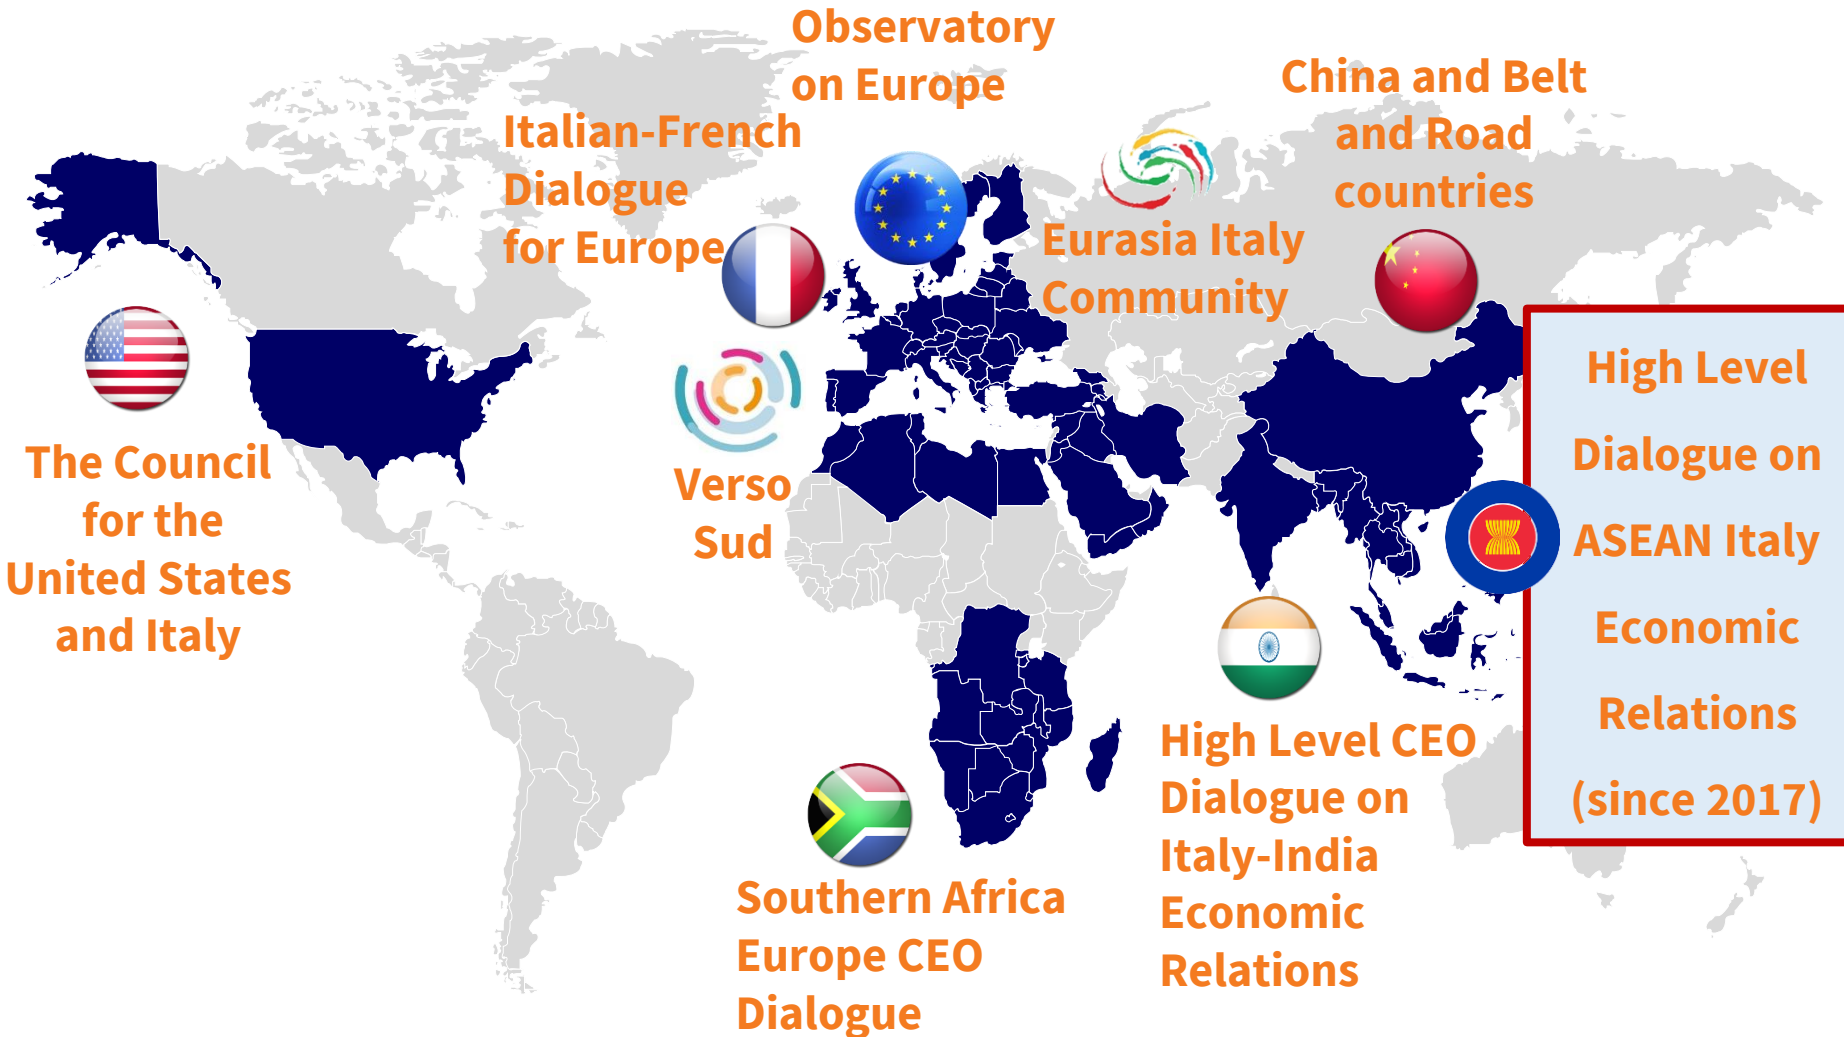 Observatory
on Europe
Italian-French
Dialogue
for Europe
China and Belt
and Road
countries
Eurasia Italy
Community
The Council
for the
United States
and Italy
Verso
Sud
High Level
Dialogue on
ASEAN Italy
Economic
Relations
(since 2017)
High Level CEO
Dialogue on
Italy-India
Economic
Relations
Southern Africa
Europe CEO
Dialogue